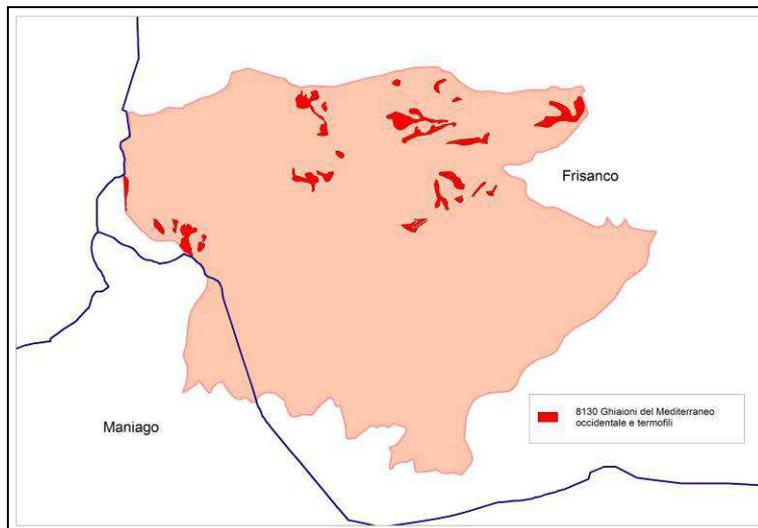 Frisanco
8130 Ghiaioni del Mediterraneo
occidentale e termofili
Maniago